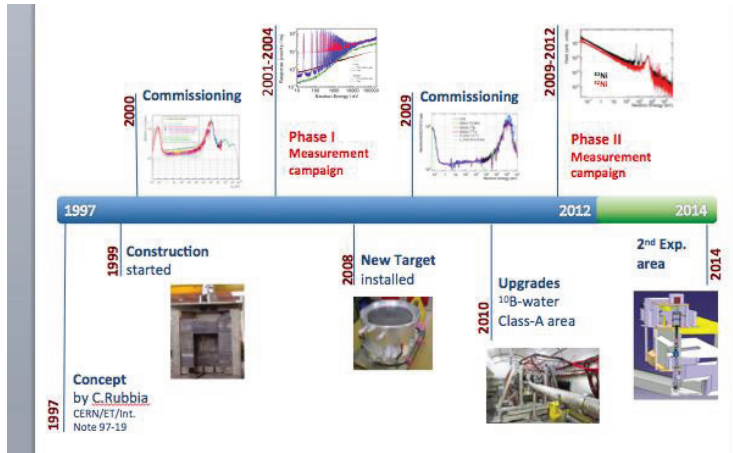 2000
Commissioning
2001-2004
Phase I
Measurement
campaign
2009
Commissioning
2009-2012
Phase II
Measurement
campaign
1997
2012
2014
1999
Construction
started
2008
New Target
installed
2010
Upgrades
¹⁰B-water
Class-A area
2nd Exp.
area
2014
1997
Concept
by C.Rubbia
CERN/ET/Int.
Note 97-19